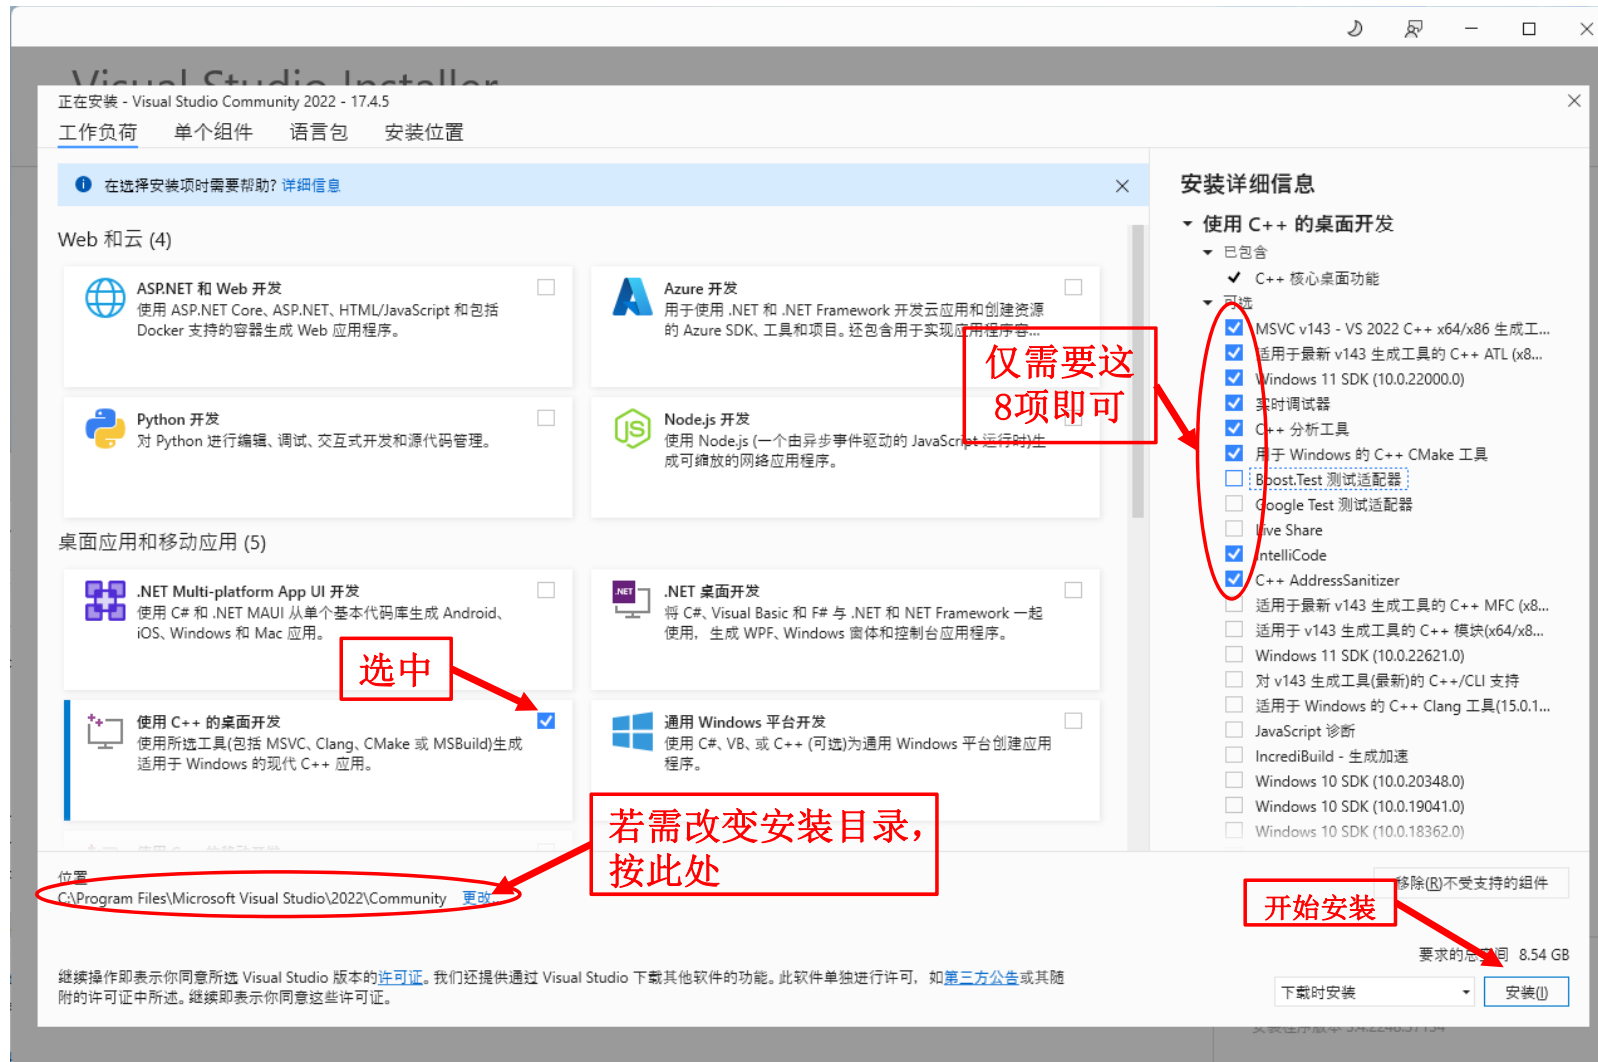 Visual Studio Installer
正在安装 - Visual Studio Community 2022 - 17.4.5
工作负荷 单个组件 语言包 安装位置
在选择安装项时需要帮助? 详细信息
Web 和云 (4)
ASP.NET 和 Web 开发
使用 ASP.NET Core、ASP.NET、HTML/JavaScript 和包括
Docker 支持的容器生成 Web 应用程序。
Azure 开发
用于使用 .NET 和 .NET Framework 开发云应用和创建资源
的 Azure SDK、工具和项目。还包含用于实现应用程序容...
Python 开发
对 Python 进行编辑、调试、交互式开发和源代码管理。
Node.js 开发
使用 Node.js (一个由异步事件驱动的 JavaScript 运行时)生
成可缩放的网络应用程序。
仅需要这
8项即可
桌面应用和移动应用 (5)
.NET Multi-platform App UI 开发
使用 C# 和 .NET MAUI 从单个基本代码库生成 Android、
iOS、Windows 和 Mac 应用。
.NET
.NET 桌面开发
将 C#、Visual Basic 和 F# 与 .NET 和 NET Framework 一起
使用，生成 WPF、Windows 窗体和控制台应用程序。
选中
使用 C++ 的桌面开发
使用所选工具(包括 MSVC、Clang、CMake 或 MSBuild)生成
适用于 Windows 的现代 C++ 应用。
通用 Windows 平台开发
使用 C#、VB、或 C++ (可选)为通用 Windows 平台创建应用
程序。
若需改变安装目录，
按此处
安装详细信息
使用 C++ 的桌面开发
已包含
C++ 核心桌面功能
可选
MSVC v143 - VS 2022 C++ x64/x86 生成工...
适用于最新 v143 生成工具的 C++ ATL (x8...
Windows 11 SDK (10.0.22000.0)
实时调试器
C++ 分析工具
用于 Windows 的 C++ CMake 工具
Boost.Test 测试适配器
Google Test 测试适配器
Live Share
IntelliCode
C++ AddressSanitizer
适用于最新 v143 生成工具的 C++ MFC (x8...
适用于 v143 生成工具的 C++ 模块(x64/x8...
Windows 11 SDK (10.0.22621.0)
对 v143 生成工具(最新)的 C++/CLI 支持
适用于 Windows 的 C++ Clang 工具(15.0.1...
JavaScript 诊断
IncrediBuild - 生成加速
Windows 10 SDK (10.0.20348.0)
Windows 10 SDK (10.0.19041.0)
Windows 10 SDK (10.0.18362.0)
位置
C:\Program Files\Microsoft Visual Studio\2022\Community 更改...
移除(R)不受支持的组件
开始安装
要求的总空间 8.54 GB
继续操作即表示你同意所选 Visual Studio 版本的许可证。我们还提供通过 Visual Studio 下载其他软件的功能。此软件单独进行许可，如第三方公告或其随
附的许可证中所述。继续即表示你同意这些许可证。
下载时安装
安装(I)